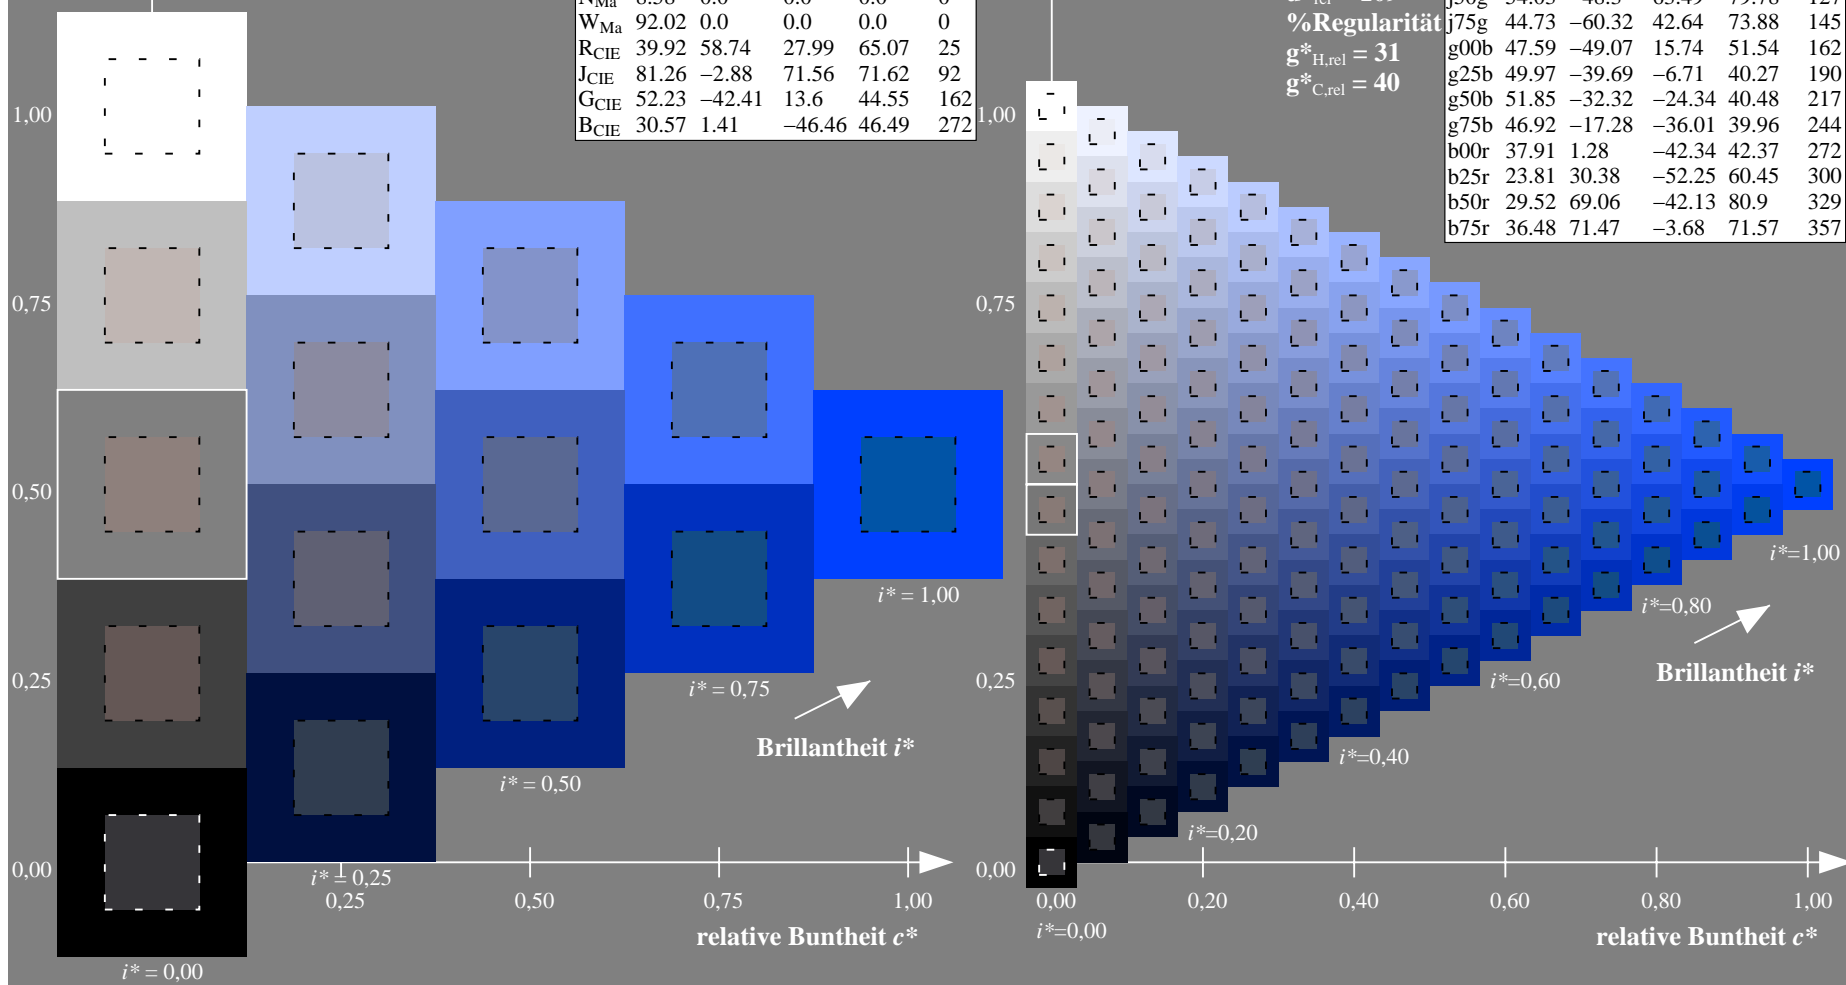 W_Ma 92.02 0.0 0.0 0.0 0
R_CIE 39.92 58.74 27.99 65.07 25
J_CIE 81.26 −2.88 71.56 71.62 92
G_CIE 52.23 −42.41 13.6 44.55 162
B_CIE 30.57 1.41 −46.46 46.49 272
1,00
0,75
0,50
0,25
0,00
i* = 1,00
i* = 0,75
Brillantheit i*
i* = 0,50
i* = 0,25
0,25 0,50 0,75 1,00
relative Buntheit c*
i* = 0,00
%Regularität
g*_H,rel = 31
g*_C,rel = 40
j75g 44.73 −60.32 42.64 73.88 145
g00b 47.59 −49.07 15.74 51.54 162
g25b 49.97 −39.69 −6.71 40.27 190
g50b 51.85 −32.32 −24.34 40.48 217
g75b 46.92 −17.28 −36.01 39.96 244
b00r 37.91 1.28 −42.34 42.37 272
b25r 23.81 30.38 −52.25 60.45 300
b50r 29.52 69.06 −42.13 80.9 329
b75r 36.48 71.47 −3.68 71.57 357
1,00
0,75
0,50
0,25
0,00
i*=1,00
i*=0,80
Brillantheit i*
i*=0,60
i*=0,40
i*=0,20
0,00 0,20 0,40 0,60 0,80 1,00
i*=0,00
relative Buntheit c*